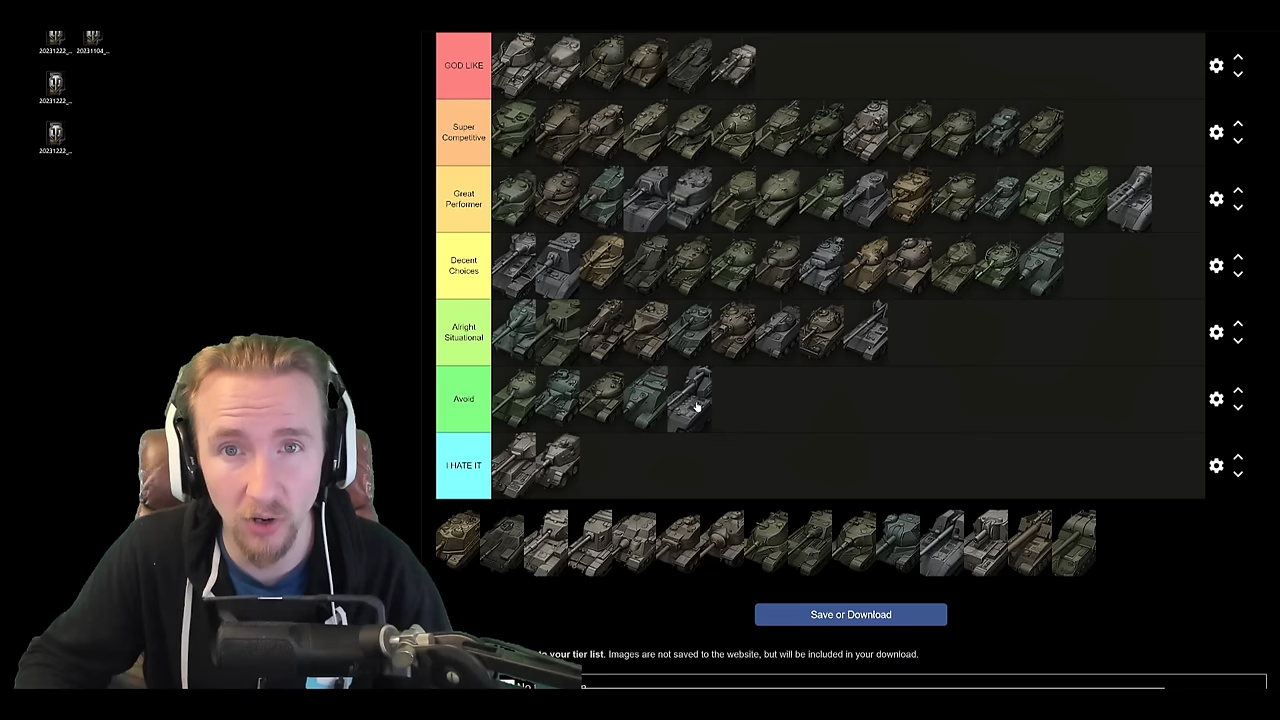 20231222_...
20231104_...
20231222_...
20231222_...
GOD LIKE
Super
Competitive
Great
Performer
Decent
Choices
Alright
Situational
Avoid
I HATE IT
Save or Download
your tier list. Images are not saved to the website, but will be included in your download.